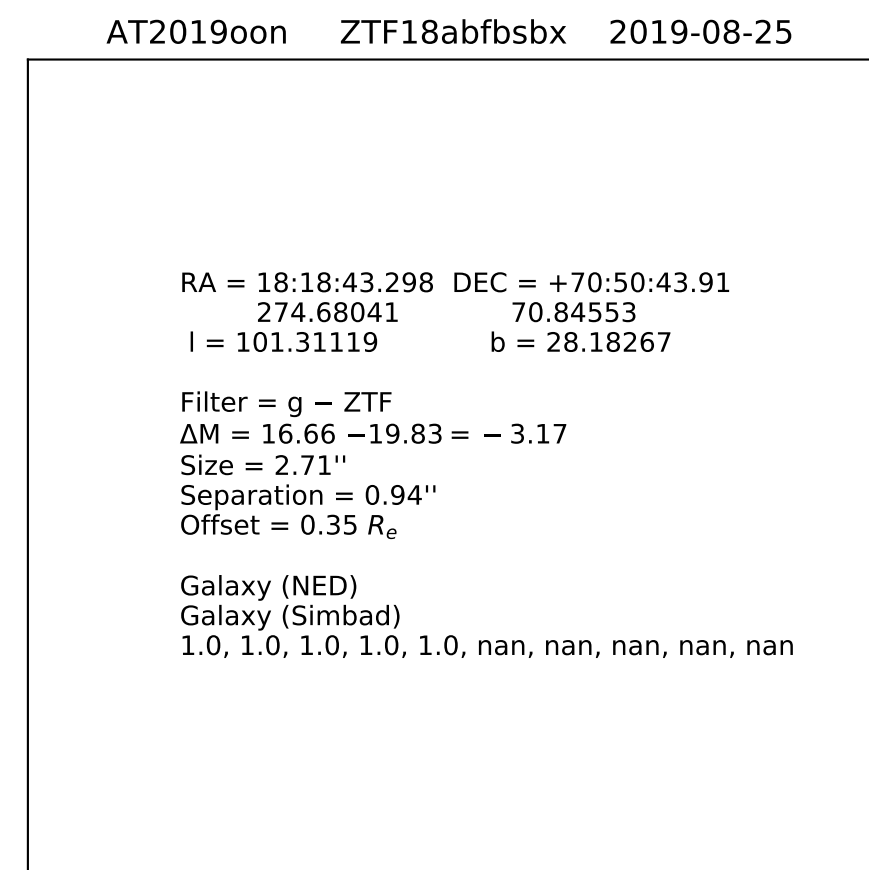 AT2019oon ZTF18abfbsbx 2019-08-25
RA = 18:18:43.298 DEC = +70:50:43.91
274.68041 70.84553
l = 101.31119 b = 28.18267
Filter = g − ZTF
ΔM = 16.66 −19.83 = − 3.17
Size = 2.71''
Separation = 0.94''
Offset = 0.35 Re
Galaxy (NED)
Galaxy (Simbad)
1.0, 1.0, 1.0, 1.0, 1.0, nan, nan, nan, nan, nan